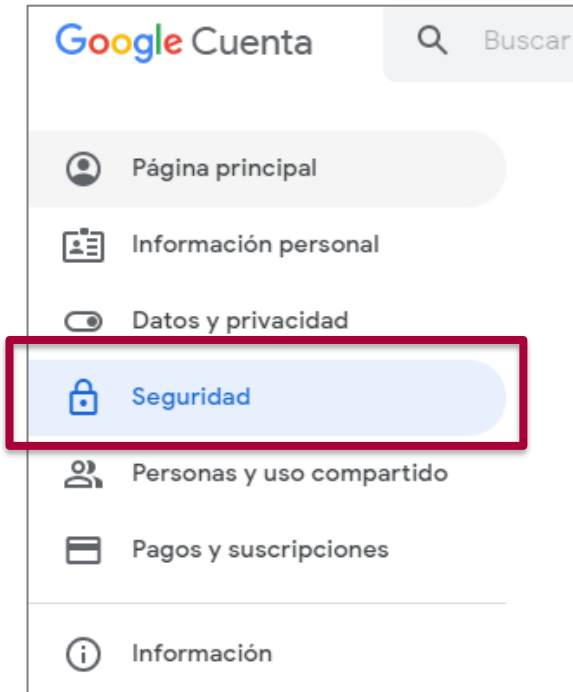 Google Cuenta
Buscar
Página principal
Información personal
Datos y privacidad
Seguridad
Personas y uso compartido
Pagos y suscripciones
Información